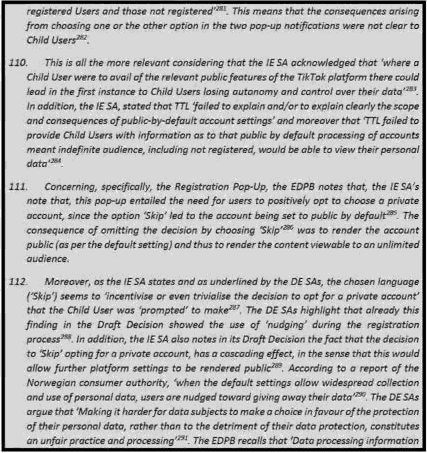 registered Users and those not registered'281. This means that the consequences arising
from choosing one or the other option in the two pop-up notifications were not clear to
Child Users282.
110. This is all the more relevant considering that the IE SA acknowledged that 'where a
Child User were to avail of the relevant public features of the TikTok platform there could
lead in the first instance to Child Users losing autonomy and control over their data'283.
In addition, the IE SA, stated that TTL 'failed to explain and/or to explain clearly the scope
and consequences of public-by-default account settings' and moreover that 'TTL failed to
provide Child Users with information as to that public by default processing of accounts
meant indefinite audience, including not registered, would be able to view their personal
data'284.
111. Concerning, specifically, the Registration Pop-Up, the EDPB notes that, the IE SA's
note that, this pop-up entailed the need for users to positively opt to choose a private
account, since the option 'Skip' led to the account being set to public by default285. The
consequence of omitting the decision by choosing 'Skip'286 was to render the account
public (as per the default setting) and thus to render the content viewable to an unlimited
audience.
112. Moreover, as the IE SA states and as underlined by the DE SAs, the chosen language
('Skip') seems to 'incentivise or even trivialise the decision to opt for a private account'
that the Child User was 'prompted' to make287. The DE SAs highlight that already this
finding in the Draft Decision showed the use of 'nudging' during the registration
process288. In addition, the IE SA also notes in its Draft Decision the fact that the decision
to 'Skip' opting for a private account, has a cascading effect, in the sense that this would
allow further platform settings to be rendered public289. According to a report of the
Norwegian consumer authority, 'when the default settings allow widespread collection
and use of personal data, users are nudged toward giving away their data'290. The DE SAs
argue that 'Making it harder for data subjects to make a choice in favour of the protection
of their personal data, rather than to the detriment of their data protection, constitutes
an unfair practice and processing'291. The EDPB recalls that 'Data processing information